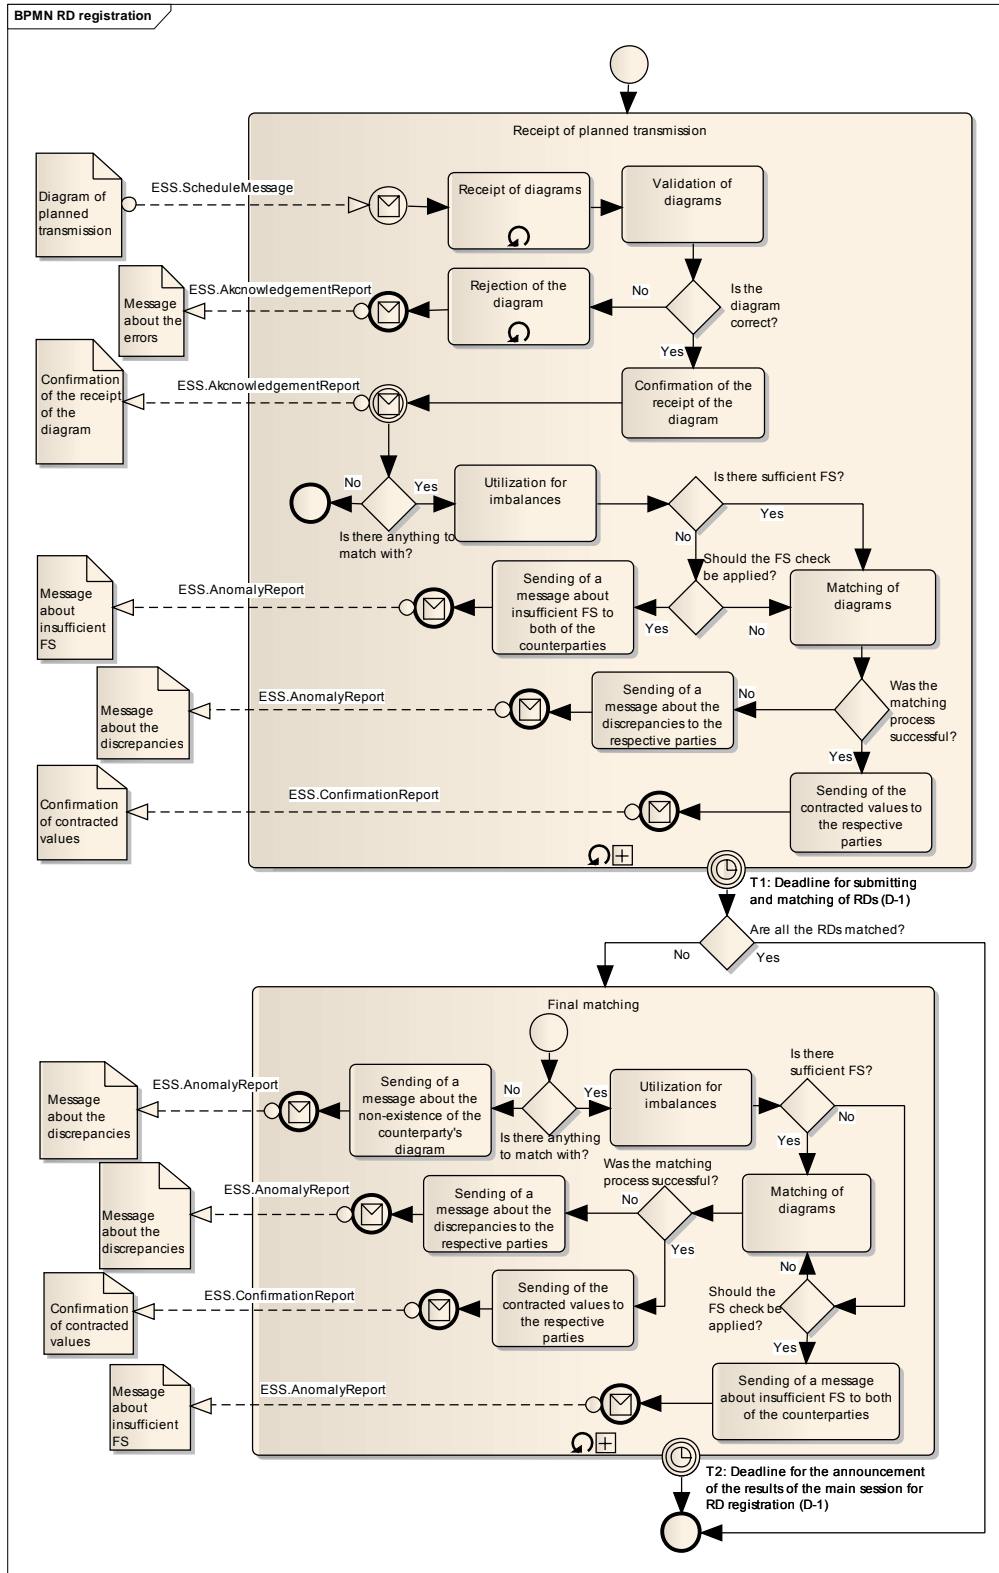 BPMN RD registration
Receipt of planned transmission
Diagram of
planned
transmission
ESS.ScheduleMessage
Receipt of diagrams
Validation of
diagrams
Message
about the
errors
ESS.AkcnowledgementReport
Rejection of the
diagram
No
Is the
diagram
correct?
Yes
Confirmation
of the receipt
of the
diagram
ESS.AkcnowledgementReport
Confirmation of the
receipt of the
diagram
No
Yes
Is there anything to
match with?
Utilization for
imbalances
Is there sufficient FS?
Yes
No
Message
about
insufficient
FS
ESS.AnomalyReport
Sending of a
message about
insufficient FS to
both of the
counterparties
Should the FS check
be applied?
Yes
No
Matching of
diagrams
Message
about the
discrepancies
ESS.AnomalyReport
Sending of a
message about the
discrepancies to the
respective parties
No
Was the
matching
process
successful?
Yes
Confirmation
of contracted
values
ESS.ConfirmationReport
Sending of the
contracted values to
the respective
parties
T1: Deadline for submitting
and matching of RDs (D-1)
Are all the RDs matched?
No
Yes
Final matching
Message
about the
discrepancies
ESS.AnomalyReport
Sending of a
message about the
non-existence of the
counterparty's
diagram
No
Yes
Is there anything
to match with?
Utilization for
imbalances
Is there
sufficient FS?
No
Yes
Message
about the
discrepancies
ESS.AnomalyReport
Sending of a
message about the
discrepancies to the
respective parties
Was the matching
process successful?
No
Yes
Matching of
diagrams
Confirmation
of contracted
values
ESS.ConfirmationReport
Sending of the
contracted values to
the respective
parties
No
Should the
FS check be
applied?
Yes
Message
about
insufficient
FS
ESS.AnomalyReport
Sending of a message
about insufficient FS to both
of the counterparties
T2: Deadline for the announcement
of the results of the main session for
RD registration (D-1)